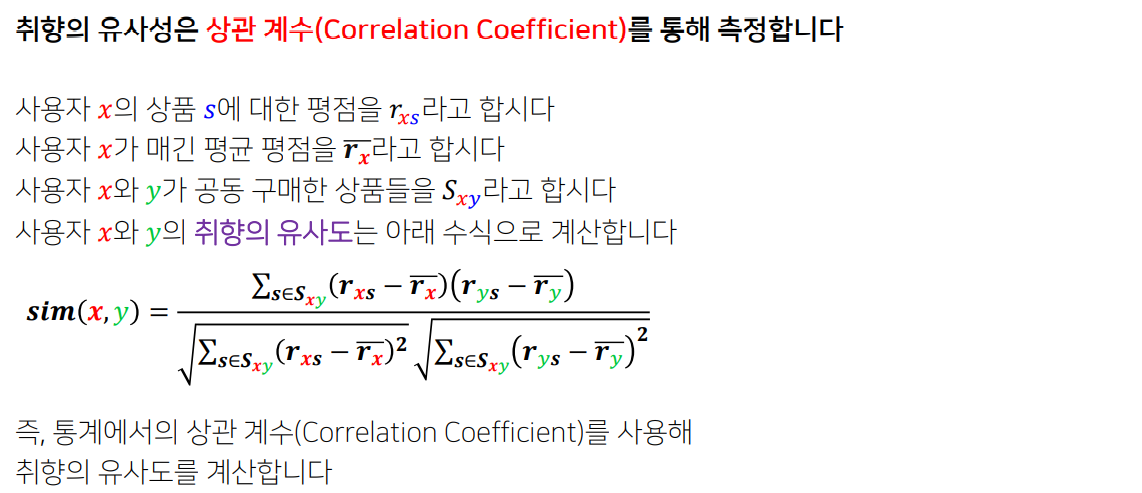 취향의 유사성은 상관 계수(Correlation Coefficient)를 통해 측정합니다
사용자 x의 상품 s에 대한 평점을 r_{xs}라고 합시다
사용자 x가 매긴 평균 평점을 \overline{r_x}라고 합시다
사용자 x와 y가 공동 구매한 상품들을 S_{xy}라고 합시다
사용자 x와 y의 취향의 유사도는 아래 수식으로 계산합니다
sim(x,y) = \frac{\sum_{s∈S_{xy}}(r_{xs} − \overline{r_x})(r_{ys} − \overline{r_y})}{\sqrt{\sum_{s∈S_{xy}}(r_{xs} − \overline{r_x})^2}\sqrt{\sum_{s∈S_{xy}}(r_{ys} − \overline{r_y})^2}}
즉, 통계에서의 상관 계수(Correlation Coefficient)를 사용해
취향의 유사도를 계산합니다